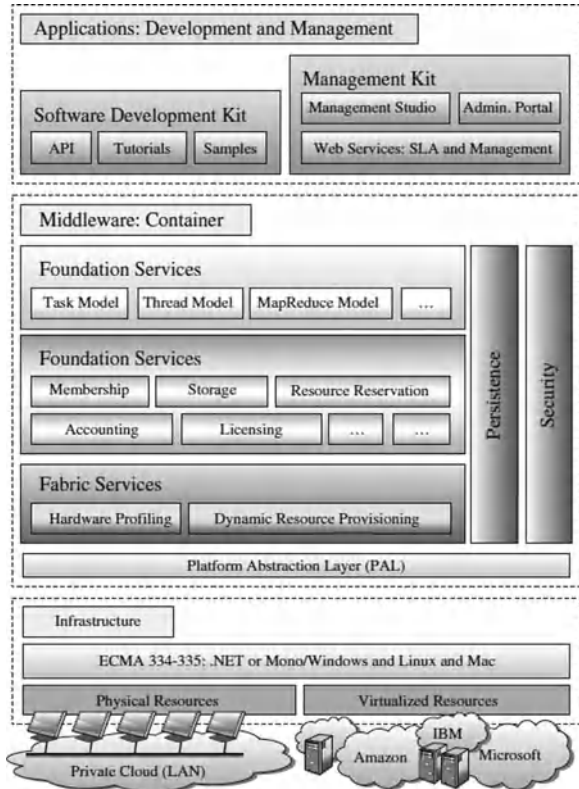 Applications: Development and Management
Management Kit
Management Studio
Admin. Portal
Web Services: SLA and Management
Software Development Kit
API
Tutorials
Samples
Middleware: Container
Foundation Services
Task Model
Thread Model
MapReduce Model
...
Foundation Services
Membership
Storage
Resource Reservation
Accounting
Licensing
...
...
Fabric Services
Hardware Profiling
Dynamic Resource Provisioning
Persistence
Security
Platform Abstraction Layer (PAL)
Infrastructure
ECMA 334-335: .NET or Mono/Windows and Linux and Mac
Physical Resources
Virtualized Resources
Private Cloud (LAN)
Amazon
IBM
Microsoft